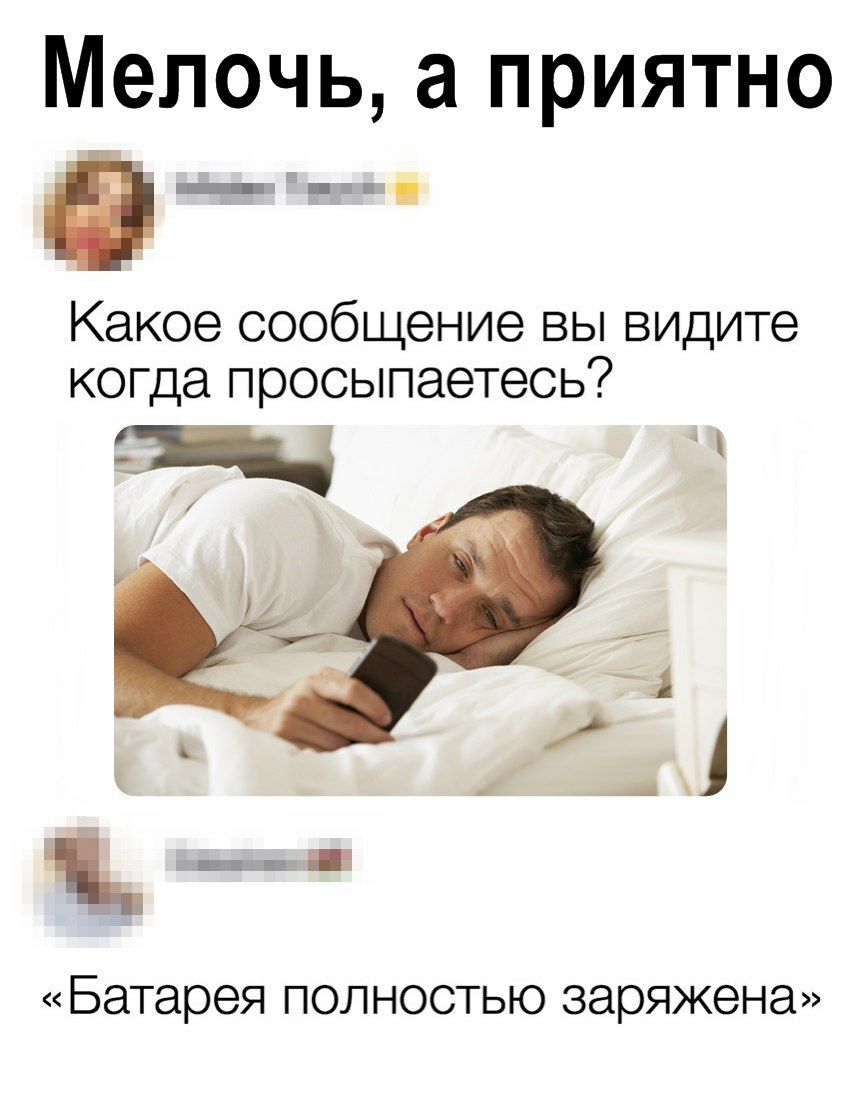 Мелочь, а приятно
Какое сообщение вы видите
когда просыпаетесь?
«Батарея полностью заряжена»